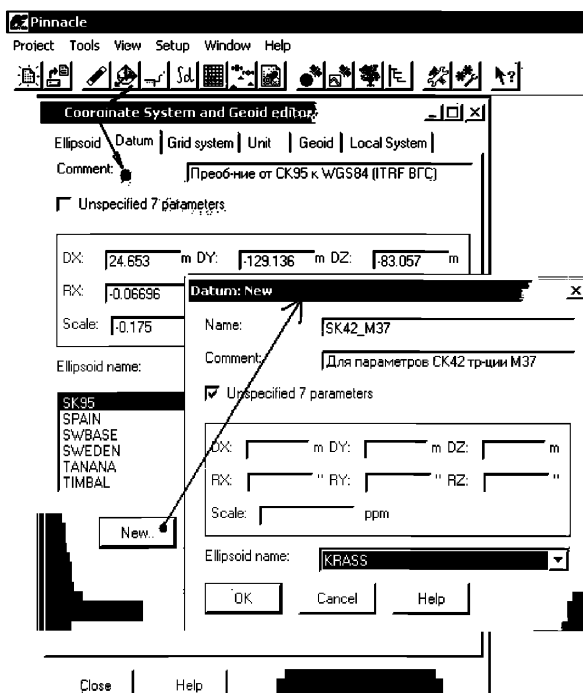 Pinnacle
Project Tools View Setup Window Help
Coordinate System and Geoid editor
Ellipsoid Datum Grid system Unit Geoid Local System
Comment: Преоб-ние от СК95 к WGS84 (ITRF ВГС)
Unspecified 7 parameters
DX: 24.653 m DY: -129.136 m DZ: -83.057 m
RX: -0.06696
Scale: -0.175
Ellipsoid name:
SK95
SPAIN
SWBASE
SWEDEN
TANANA
TIMBAL
New..
Datum: New
Name: SK42_M37
Comment: Для параметров СК42 тр-ции М37
Unspecified 7 parameters
DX: m DY: m DZ: m
RX: " RY: " RZ: "
Scale: ppm
Ellipsoid name: KRASS
OK Cancel Help
Close Help